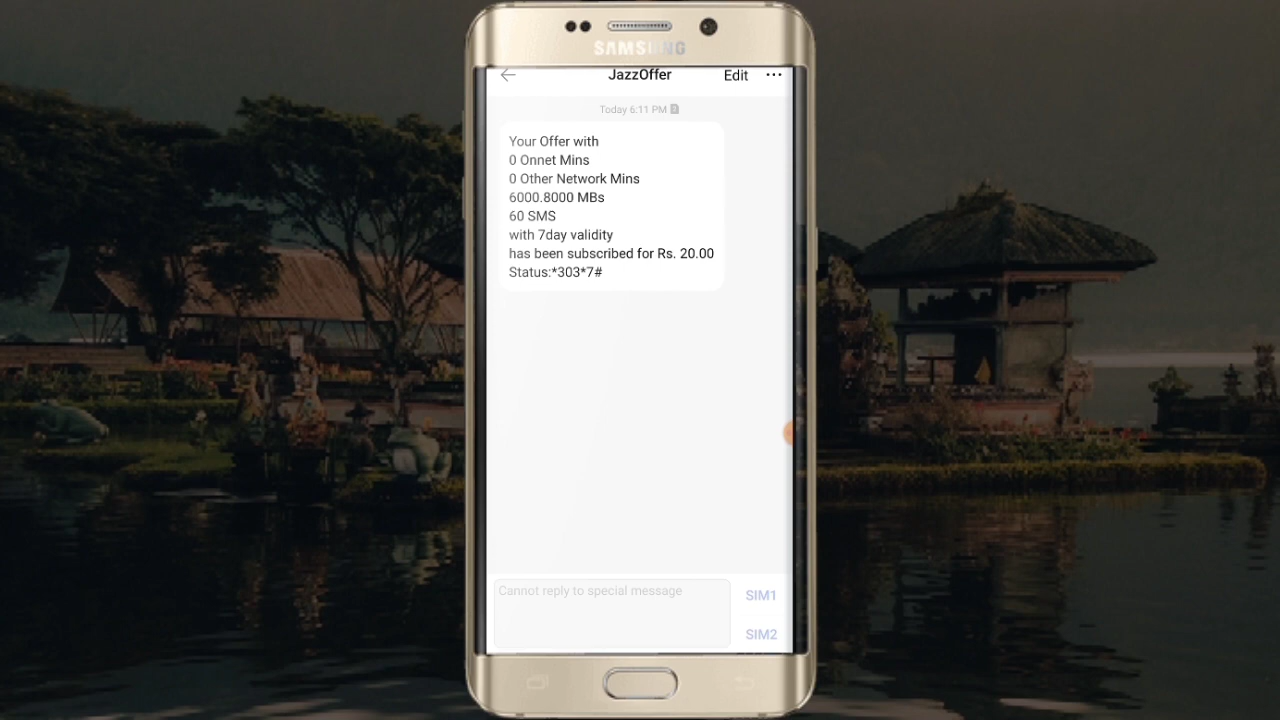 SAMSUNG
JazzOffer
Edit
Today 6:11 PM
Your Offer with
0 Onnet Mins
0 Other Network Mins
6000.8000 MBs
60 SMS
with 7day validity
has been subscribed for Rs. 20.00
Status:*303*7#
Cannot reply to special message
SIM1
SIM2